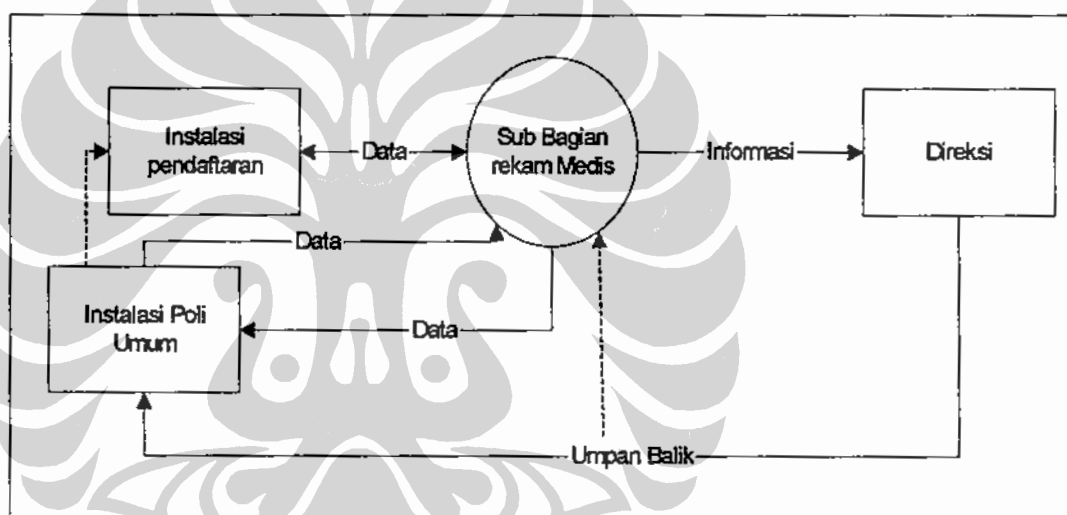 Instalasi
pendaftaran
Data
Sub Bagian
rekam Medis
Informasi
Direksi
Data
Instalasi Poli
Umum
Data
Umpan Balik